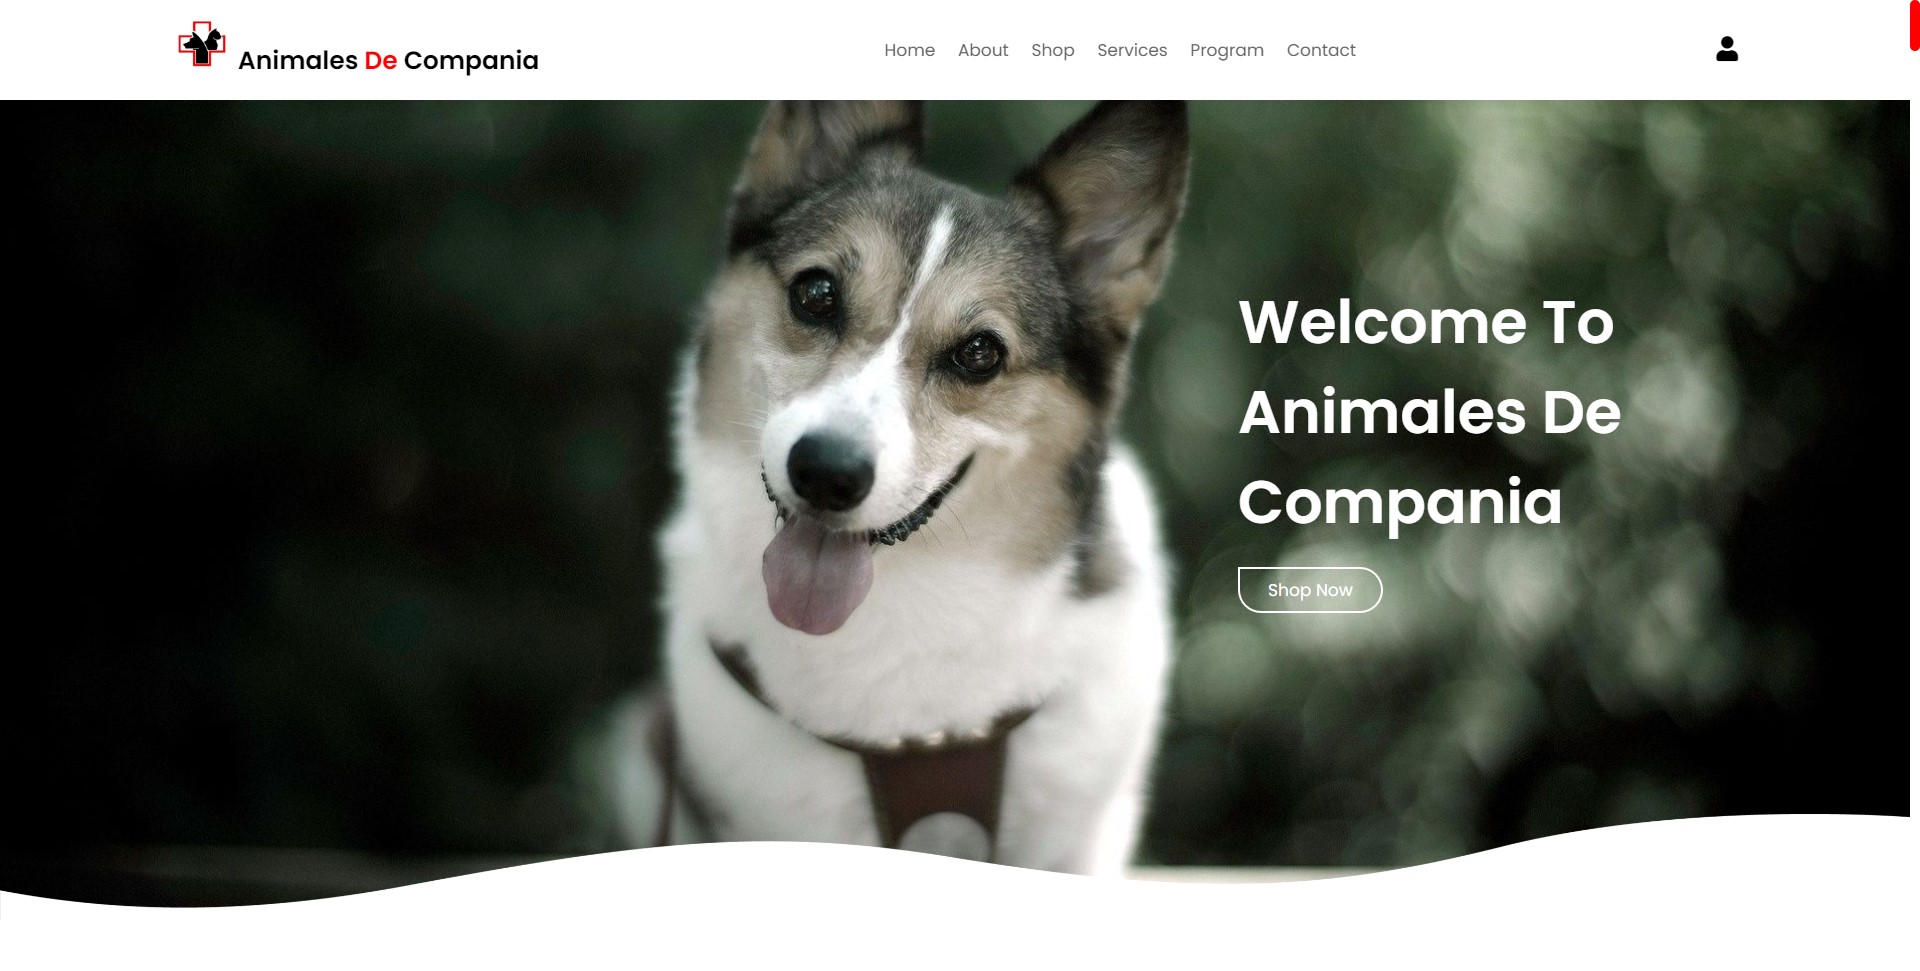 Animales De Compania
Home About Shop Services Program Contact
Welcome To
Animales De
Compania
Shop Now